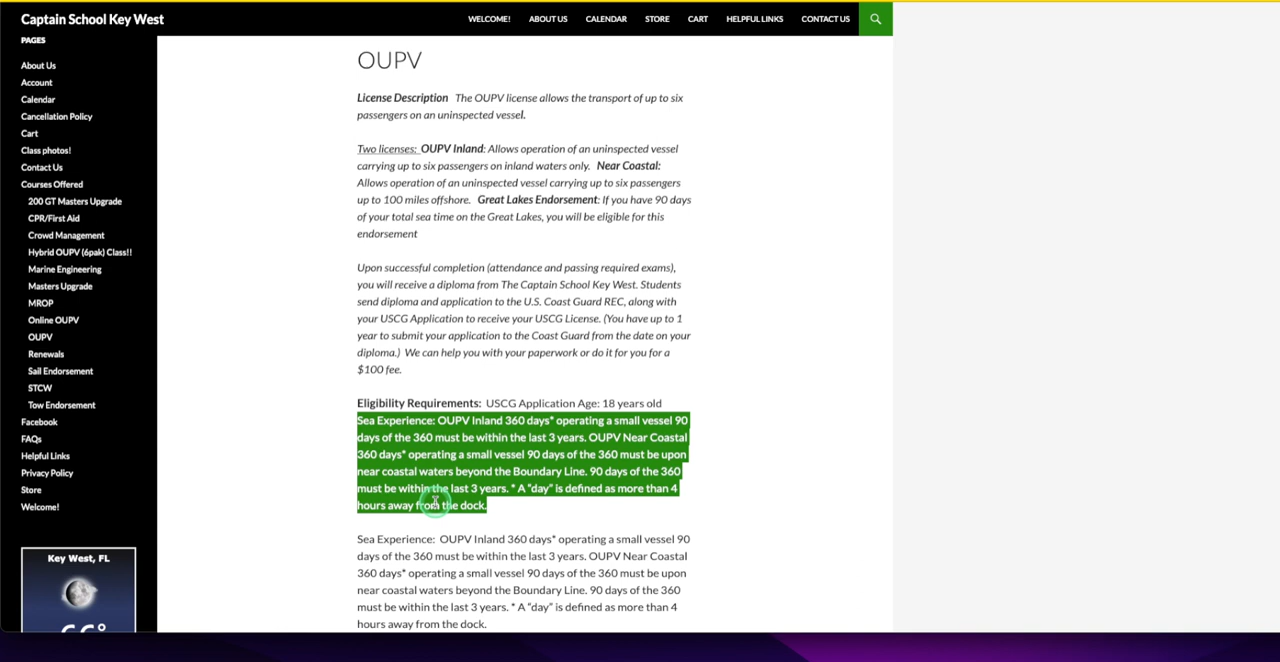 Captain School Key West
WELCOME! ABOUT US CALENDAR STORE CART HELPFUL LINKS CONTACT US
PAGES
About Us
Account
Calendar
Cancellation Policy
Cart
Class photos!
Contact Us
Courses Offered
200 GT Masters Upgrade
CPR/First Aid
Crowd Management
Hybrid OUPV (6pak) Class!!
Marine Engineering
Masters Upgrade
MROP
Online OUPV
OUPV
Renewals
Sail Endorsement
STCW
Tow Endorsement
Facebook
FAQs
Helpful Links
Privacy Policy
Store
Welcome!
Key West, FL
OUPV
License Description The OUPV license allows the transport of up to six
passengers on an uninspected vessel.
Two licenses: OUPV Inland: Allows operation of an uninspected vessel
carrying up to six passengers on inland waters only. Near Coastal:
Allows operation of an uninspected vessel carrying up to six passengers
up to 100 miles offshore. Great Lakes Endorsement: If you have 90 days
of your total sea time on the Great Lakes, you will be eligible for this
endorsement
Upon successful completion (attendance and passing required exams),
you will receive a diploma from The Captain School Key West. Students
send diploma and application to the U.S. Coast Guard REC, along with
your USCG Application to receive your USCG License. (You have up to 1
year to submit your application to the Coast Guard from the date on your
diploma.) We can help you with your paperwork or do it for you for a
$100 fee.
Eligibility Requirements: USCG Application Age: 18 years old
Sea Experience: OUPV Inland 360 days* operating a small vessel 90
days of the 360 must be within the last 3 years. OUPV Near Coastal
360 days* operating a small vessel 90 days of the 360 must be upon
near coastal waters beyond the Boundary Line. 90 days of the 360
must be within the last 3 years. * A "day" is defined as more than 4
hours away from the dock.
Sea Experience: OUPV Inland 360 days* operating a small vessel 90
days of the 360 must be within the last 3 years. OUPV Near Coastal
360 days* operating a small vessel 90 days of the 360 must be upon
near coastal waters beyond the Boundary Line. 90 days of the 360
must be within the last 3 years. * A "day" is defined as more than 4
hours away from the dock.